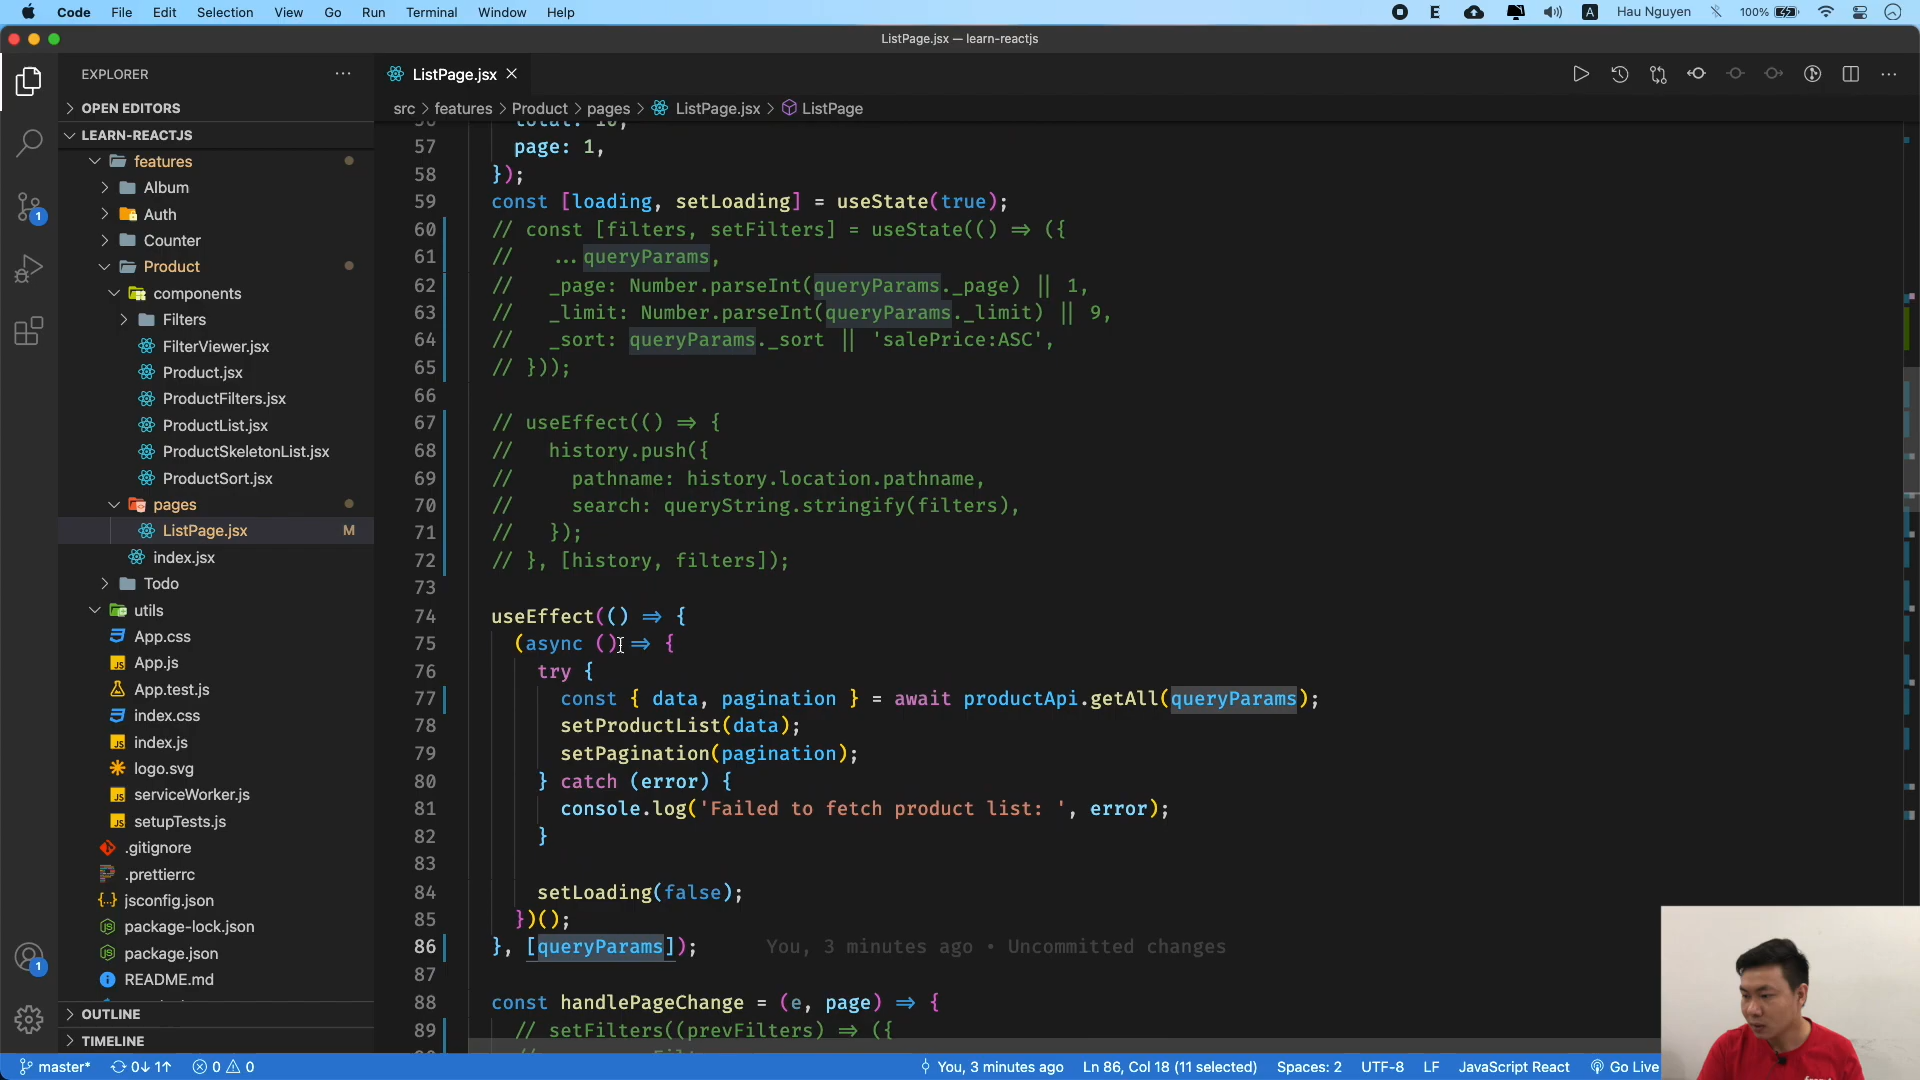 Code File Edit Selection View Go Run Terminal Window Help
E A Hau Nguyen 100%
ListPage.jsx — learn-reactjs
EXPLORER
ListPage.jsx
OPEN EDITORS
src features Product pages ListPage.jsx ListPage
LEARN-REACTJS
features
Album
Auth
Counter
Product
components
Filters
FilterViewer.jsx
Product.jsx
ProductFilters.jsx
ProductList.jsx
ProductSkeletonList.jsx
ProductSort.jsx
pages
ListPage.jsx M
index.jsx
Todo
utils
App.css
App.js
App.test.js
index.css
index.js
logo.svg
serviceWorker.js
setupTests.js
.gitignore
.prettierrc
jsconfig.json
package-lock.json
package.json
README.md
OUTLINE
TIMELINE
1
1
56 total: 10,
57 page: 1,
58 });
59 const [loading, setLoading] = useState(true);
60 // const [filters, setFilters] = useState(() => ({
61 // ...queryParams,
62 // _page: Number.parseInt(queryParams._page) || 1,
63 // _limit: Number.parseInt(queryParams._limit) || 9,
64 // _sort: queryParams._sort || 'salePrice:ASC',
65 // }));
66
67 // useEffect(() => {
68 // history.push({
69 // pathname: history.location.pathname,
70 // search: queryString.stringify(filters),
71 // });
72 // }, [history, filters]);
73
74 useEffect(() => {
75 (async () => {
76 try {
77 const { data, pagination } = await productApi.getAll(queryParams);
78 setProductList(data);
79 setPagination(pagination);
80 } catch (error) {
81 console.log('Failed to fetch product list: ', error);
82 }
83
84 setLoading(false);
85 })();
86 }, [queryParams]); You, 3 minutes ago • Uncommitted changes
87
88 const handlePageChange = (e, page) => {
89 // setFilters((prevFilters) => ({
master* 0↓ 1↑ 0 0 You, 3 minutes ago Ln 86, Col 18 (11 selected) Spaces: 2 UTF-8 LF JavaScript React Go Live